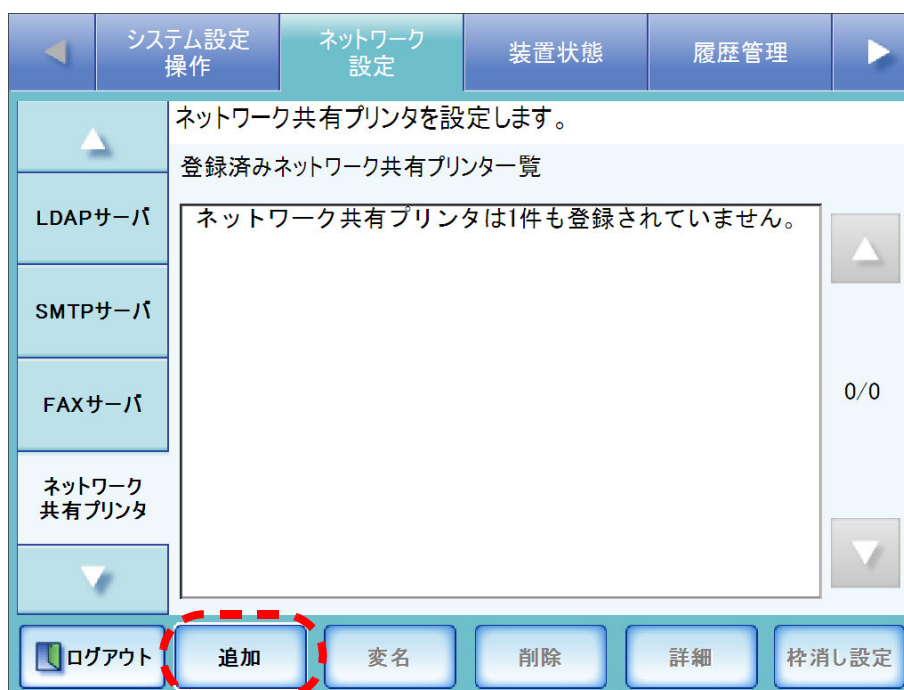 システム設定
操作
ネットワーク
設定
装置状態
履歴管理
ネットワーク共有プリンタを設定します。
登録済みネットワーク共有プリンタ一覧
LDAPサーバ
SMTPサーバ
FAXサーバ
ネットワーク
共有プリンタ
ネットワーク共有プリンタは1件も登録されていません。
0/0
ログアウト
追加
変名
削除
詳細
枠消し設定